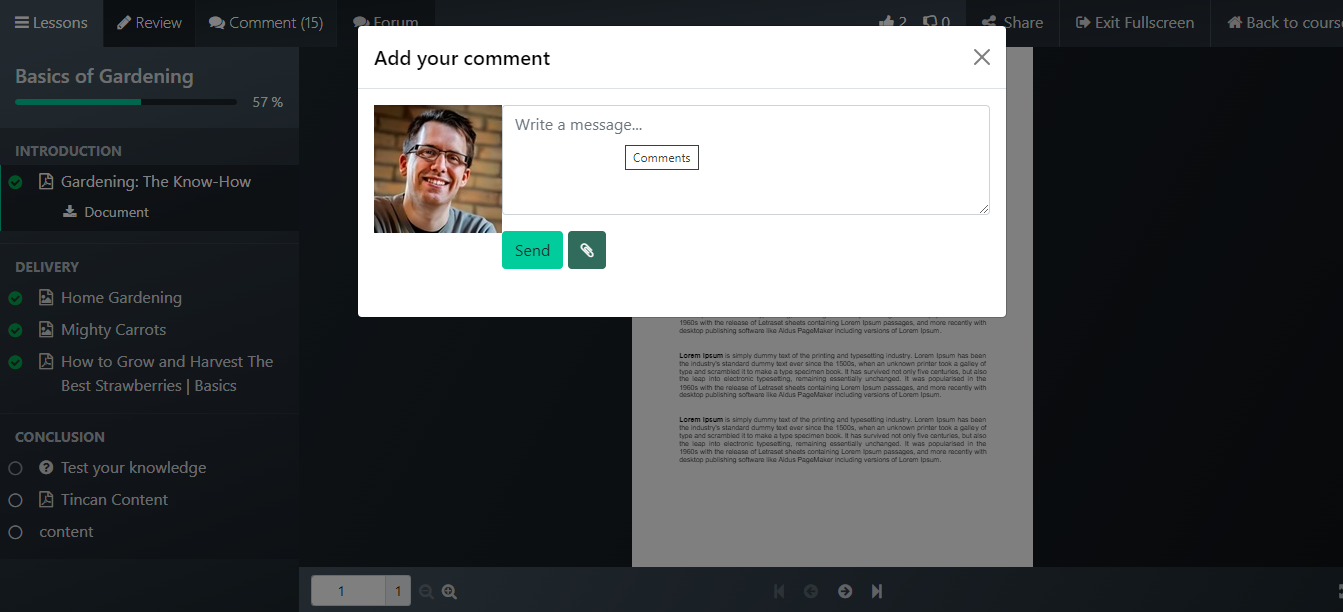 Lessons
Review
Comment (15)
Forum
2
0
Share
Exit Fullscreen
Back to cours
Basics of Gardening
57 %
INTRODUCTION
Gardening: The Know-How
Document
DELIVERY
Home Gardening
Mighty Carrots
How to Grow and Harvest The
Best Strawberries | Basics
CONCLUSION
Test your knowledge
Tincan Content
content
Add your comment
Write a message...
Comments
Send
1960s with the release of Letraset sheets containing Lorem Ipsum passages, and more recently with
desktop publishing software like Aldus PageMaker including versions of Lorem Ipsum.
Lorem Ipsum is simply dummy text of the printing and typesetting industry. Lorem Ipsum has been
the industry's standard dummy text ever since the 1500s, when an unknown printer took a galley of
type and scrambled it to make a type specimen book. It has survived not only five centuries, but also
the leap into electronic typesetting, remaining essentially unchanged. It was popularised in the
1960s with the release of Letraset sheets containing Lorem Ipsum passages, and more recently with
desktop publishing software like Aldus PageMaker including versions of Lorem Ipsum.
Lorem Ipsum is simply dummy text of the printing and typesetting industry. Lorem Ipsum has been
the industry's standard dummy text ever since the 1500s, when an unknown printer took a galley of
type and scrambled it to make a type specimen book. It has survived not only five centuries, but also
the leap into electronic typesetting, remaining essentially unchanged. It was popularised in the
1960s with the release of Letraset sheets containing Lorem Ipsum passages, and more recently with
desktop publishing software like Aldus PageMaker including versions of Lorem Ipsum.
1
1